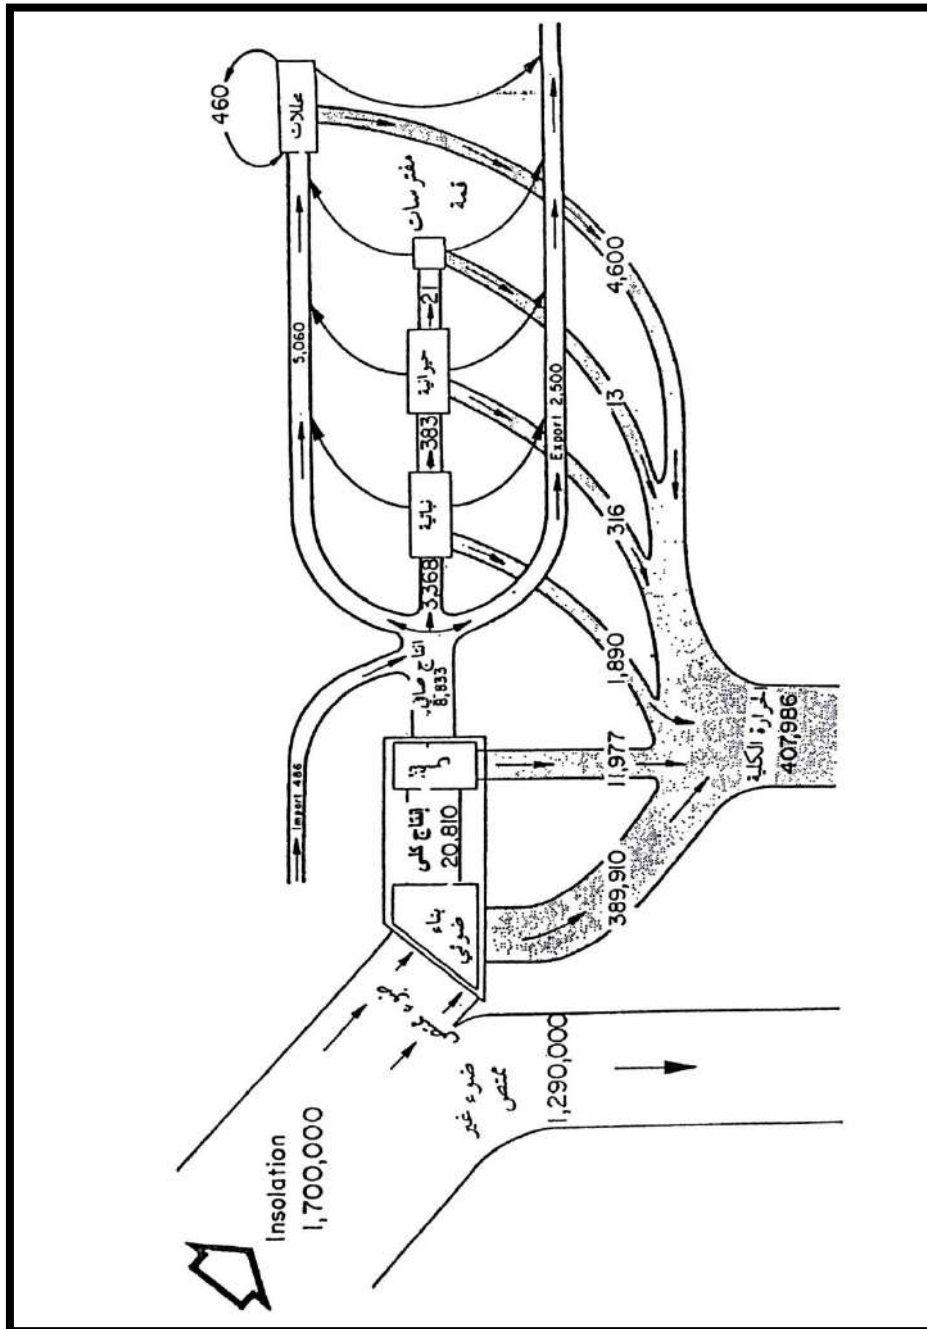 Insolation
1,700,000
ضوء غير
ممتص
1,290,000
ضوء ممتص
بناء
ضوئي
389,910
إنتاج كلي
20,810
11,977
Import 486
إنتاج صافي
8,833
3,368
نباتية
1,890
383
حيوانية
316
21
قمة
مفترسات
13
5,060
محللات
460
4,600
Export 2,500
الحرارة الكلية
407,986